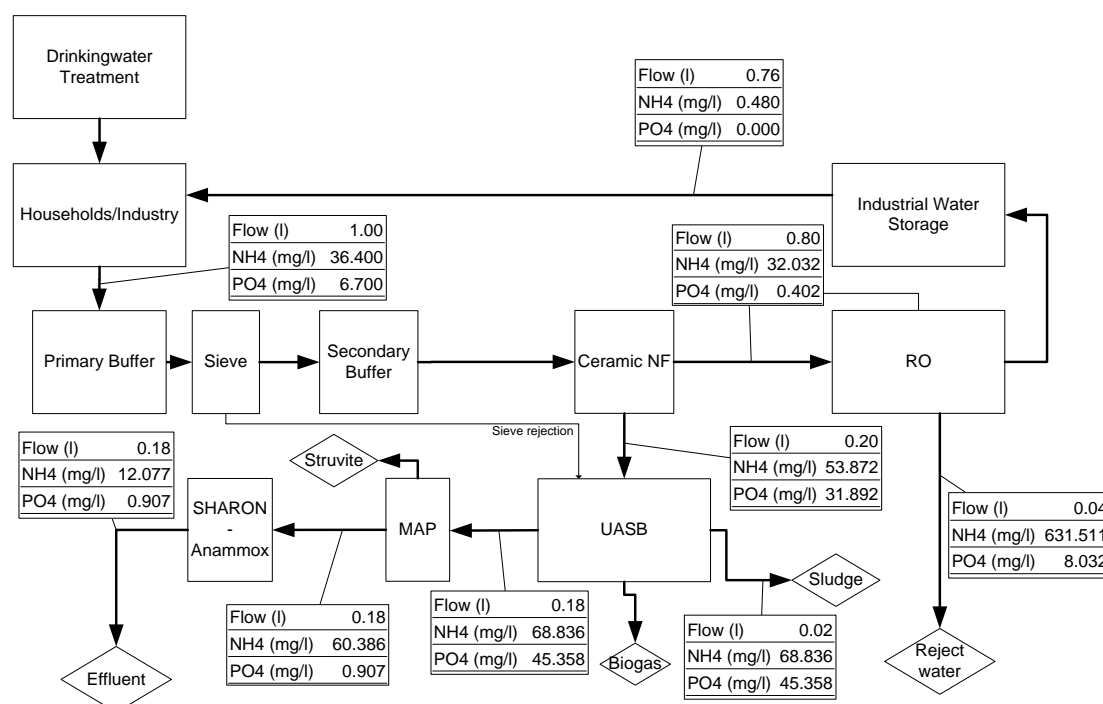 Drinkingwater
Treatment
Flow (l) 0.76
NH4 (mg/l) 0.480
PO4 (mg/l) 0.000
Households/Industry
Industrial Water
Storage
Flow (l) 1.00
NH4 (mg/l) 36.400
PO4 (mg/l) 6.700
Flow (l) 0.80
NH4 (mg/l) 32.032
PO4 (mg/l) 0.402
Primary Buffer
Sieve
Secondary
Buffer
Ceramic NF
RO
Sieve rejection
Flow (l) 0.18
NH4 (mg/l) 12.077
PO4 (mg/l) 0.907
Struvite
Flow (l) 0.20
NH4 (mg/l) 53.872
PO4 (mg/l) 31.892
SHARON
-
Anammox
MAP
UASB
Flow (l) 0.04
NH4 (mg/l) 631.511
PO4 (mg/l) 8.032
Sludge
Flow (l) 0.18
NH4 (mg/l) 60.386
PO4 (mg/l) 0.907
Flow (l) 0.18
NH4 (mg/l) 68.836
PO4 (mg/l) 45.358
Flow (l) 0.02
NH4 (mg/l) 68.836
PO4 (mg/l) 45.358
Effluent
Biogas
Reject
water